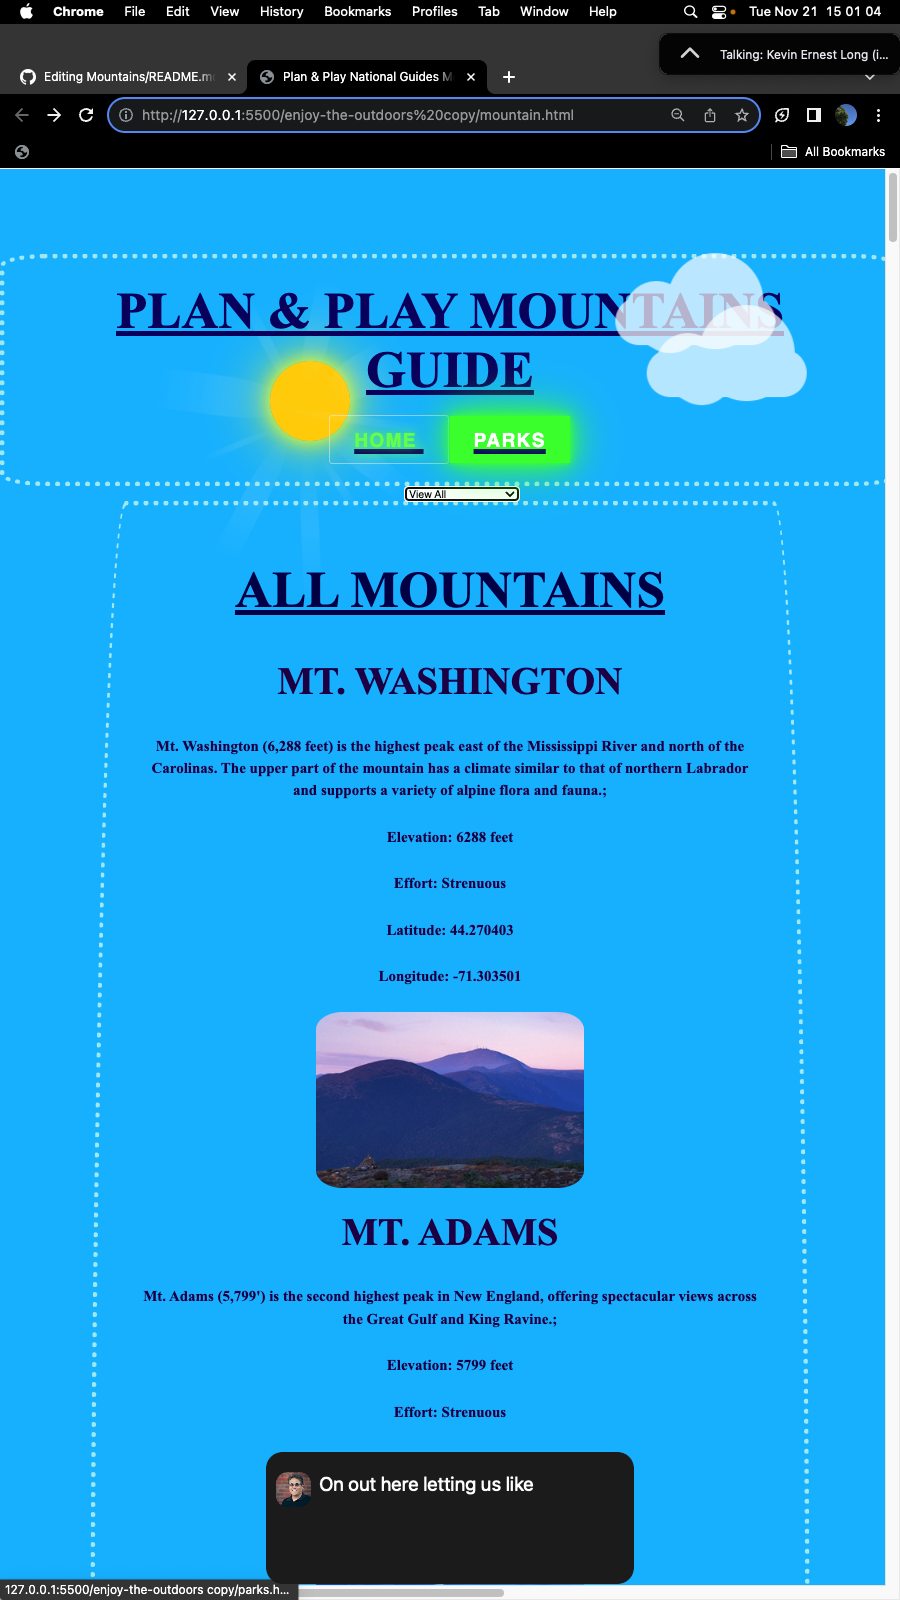 Chrome File Edit View History Bookmarks Profiles Tab Window Help Tue Nov 21 15 01 04
Talking: Kevin Ernest Long (i...
Editing Mountains/README.m
Plan & Play National Guides M
http://127.0.0.1:5500/enjoy-the-outdoors%20copy/mountain.html
All Bookmarks
PLAN & PLAY MOUNTAINS
GUIDE
HOME PARKS
View All
ALL MOUNTAINS
MT. WASHINGTON
Mt. Washington (6,288 feet) is the highest peak east of the Mississippi River and north of the
Carolinas. The upper part of the mountain has a climate similar to that of northern Labrador
and supports a variety of alpine flora and fauna.;
Elevation: 6288 feet
Effort: Strenuous
Latitude: 44.270403
Longitude: -71.303501
MT. ADAMS
Mt. Adams (5,799') is the second highest peak in New England, offering spectacular views across
the Great Gulf and King Ravine.;
Elevation: 5799 feet
Effort: Strenuous
On out here letting us like
127.0.0.1:5500/enjoy-the-outdoors copy/parks.h...